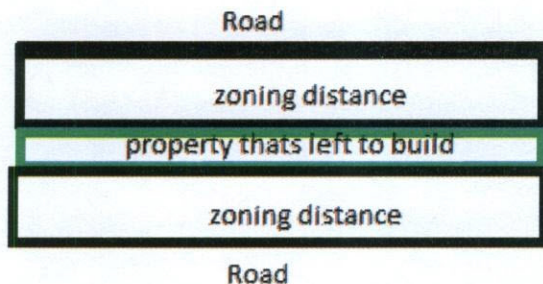 Road
zoning distance
property thats left to build
zoning distance
Road